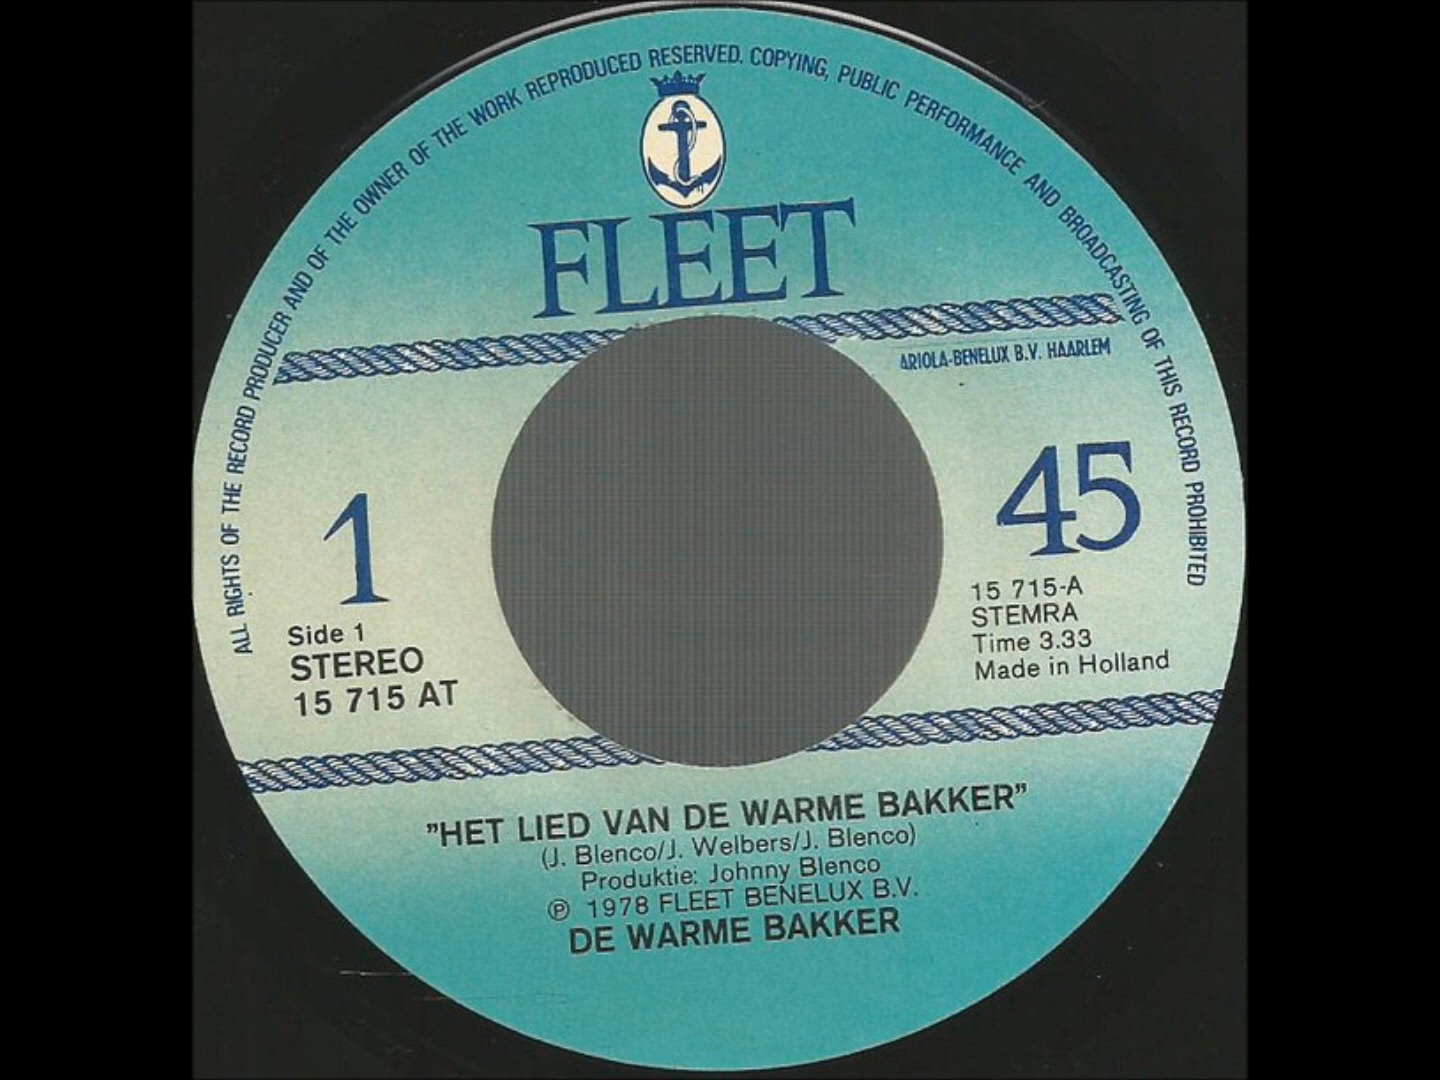 ALL RIGHTS OF THE RECORD PRODUCER AND OF THE OWNER OF THE WORK REPRODUCED RESERVED. COPYING, PUBLIC PERFORMANCE AND BROADCASTING OF THIS RECORD PROHIBITED
FLEET
ARIOLA-BENELUX B.V. HAARLEM
1
45
Side 1
STEREO
15 715 AT
15 715-A
STEMRA
Time 3.33
Made in Holland
"HET LIED VAN DE WARME BAKKER"
(J. Blenco/J. Welbers/J. Blenco)
Produktie: Johnny Blenco
℗ 1978 FLEET BENELUX B.V.
DE WARME BAKKER